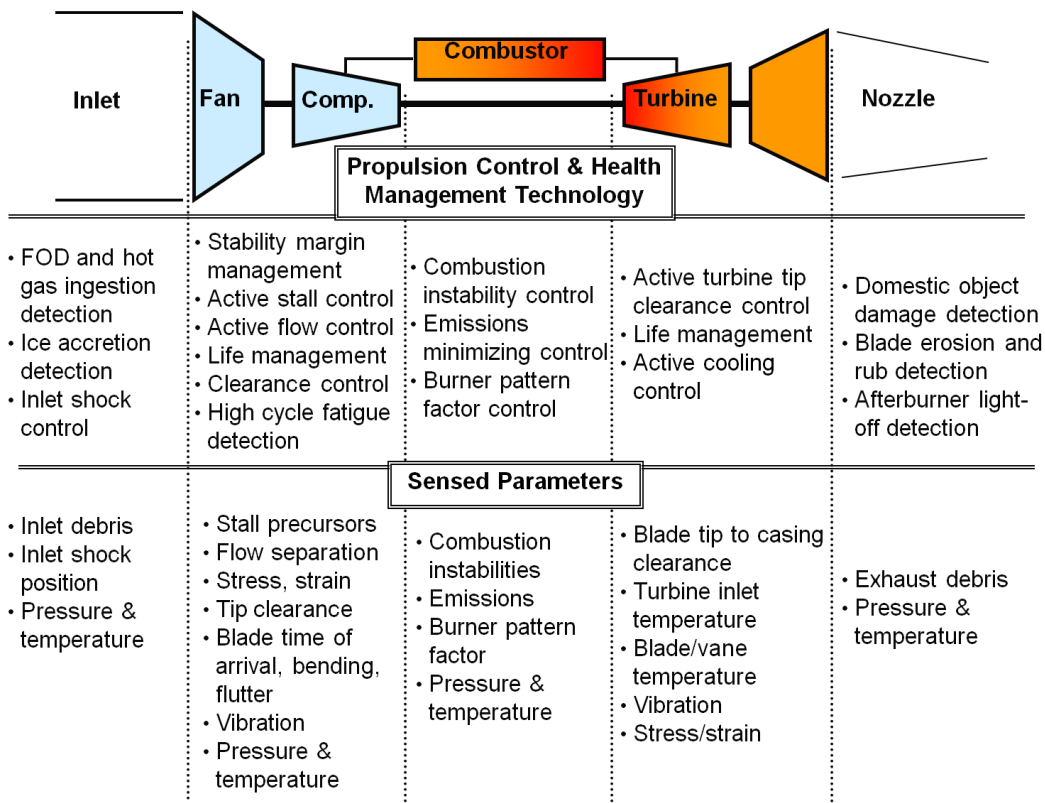 Inlet
Fan
Comp.
Combustor
Turbine
Nozzle
Propulsion Control & Health
Management Technology
• FOD and hot
gas ingestion
detection
• Ice accretion
detection
• Inlet shock
control
• Stability margin
management
• Active stall control
• Active flow control
• Life management
• Clearance control
• High cycle fatigue
detection
• Combustion
instability control
• Emissions
minimizing control
• Burner pattern
factor control
• Active turbine tip
clearance control
• Life management
• Active cooling
control
• Domestic object
damage detection
• Blade erosion and
rub detection
• Afterburner light-
off detection
Sensed Parameters
• Inlet debris
• Inlet shock
position
• Pressure &
temperature
• Stall precursors
• Flow separation
• Stress, strain
• Tip clearance
• Blade time of
arrival, bending,
flutter
• Vibration
• Pressure &
temperature
• Combustion
instabilities
• Emissions
• Burner pattern
factor
• Pressure &
temperature
• Blade tip to casing
clearance
• Turbine inlet
temperature
• Blade/vane
temperature
• Vibration
• Stress/strain
• Exhaust debris
• Pressure &
temperature